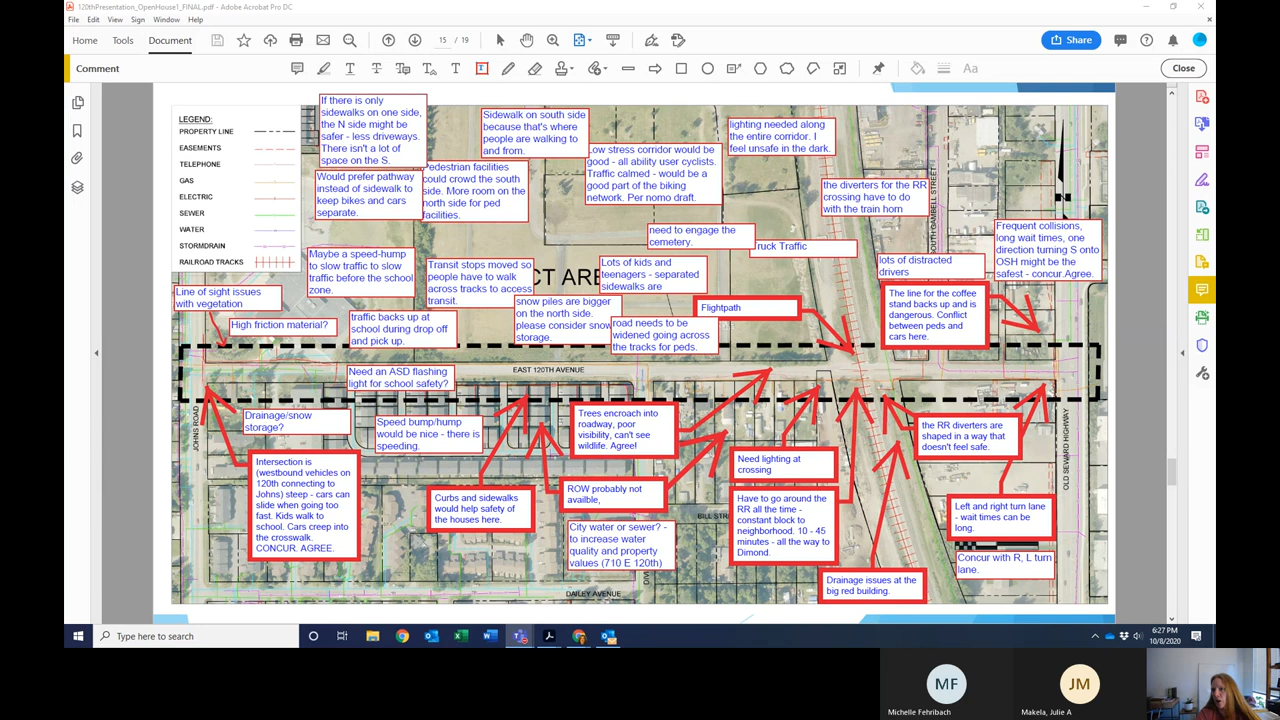 120thPresentation_OpenHouse1_FINAL.pdf - Adobe Acrobat Pro DC
File Edit View Sign Window Help
Home Tools Document
15 / 19
Share
Comment
Aa
Close
LEGEND:
PROPERTY LINE
EASEMENTS
TELEPHONE
GAS
ELECTRIC
SEWER
WATER
STORMDRAIN
RAILROAD TRACKS
If there is only
sidewalks on one side,
the N side might be
safer - less driveways.
There isn't a lot of
space on the S.
Sidewalk on south side
because that's where
people are walking to
and from.
lighting needed along
the entire corridor. I
feel unsafe in the dark.
Low stress corridor would be
good - all ability user cyclists.
Traffic calmed - would be a
good part of the biking
network. Per nomo draft.
Would prefer pathway
instead of sidewalk to
keep bikes and cars
separate.
Pedestrian facilities
could crowd the south
side. More room on the
north side for ped
facilities.
the diverters for the RR
crossing have to do
with the train horn
SOUTH GAMBELL STREET
Frequent collisions,
long wait times, one
direction turning S onto
OSH might be the
safest - concur.Agree.
need to engage the
cemetery.
ruck Traffic
Maybe a speed-hump
to slow traffic to slow
traffic before the school
zone.
Transit stops moved so
people have to walk
across tracks to access
transit.
CT ARE
Lots of kids and
teenagers - separated
sidewalks are
lots of distracted
drivers
Line of sight issues
with vegetation
The line for the coffee
stand backs up and is
dangerous. Conflict
between peds and
cars here.
snow piles are bigger
on the north side.
please consider snow
storage.
Flightpath
High friction material?
traffic backs up at
school during drop off
and pick up.
road needs to be
widened going across
the tracks for peds.
EAST 120TH AVENUE
Need an ASD flashing
light for school safety?
JOHNS ROAD
Drainage/snow
storage?
Speed bump/hump
would be nice - there is
speeding.
Trees encroach into
roadway, poor
visibility, can't see
wildlife. Agree!
the RR diverters are
shaped in a way that
doesn't feel safe.
OLD SEWARD HIGHWAY
Intersection is
(westbound vehicles on
120th connecting to
Johns) steep - cars can
slide when going too
fast. Kids walk to
school. Cars creep into
the crosswalk.
CONCUR. AGREE.
Need lighting at
crossing
Curbs and sidewalks
would help safety of
the houses here.
ROW probably not
availble,
Have to go around the
RR all the time -
constant block to
neighborhood. 10 - 45
minutes - all the way to
Dimond.
Left and right turn lane
- wait times can be
long.
City water or sewer? -
to increase water
quality and property
values (710 E 120th)
Concur with R, L turn
lane.
Drainage issues at the
big red building.
DAILEY AVENUE
Type here to search
6:27 PM
10/8/2020
MF
Michelle Fehribach
JM
Makela, Julie A